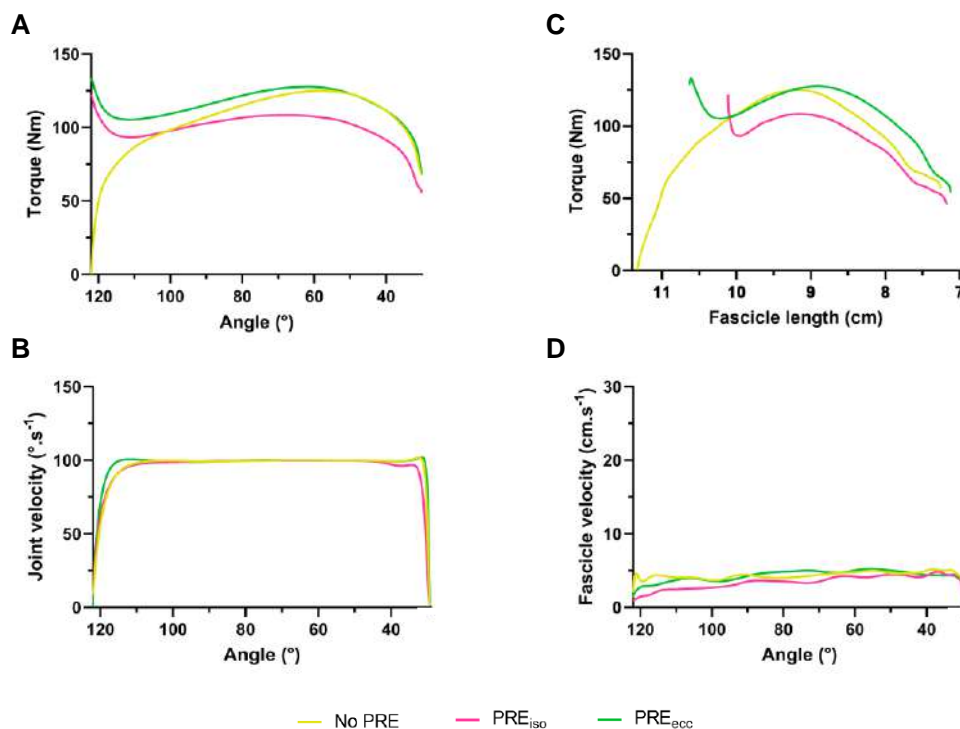 A
150
100
50
0
Torque (Nm)
120 100 80 60 40
Angle (°)
C
150
100
50
0
Torque (Nm)
11 10 9 8 7
Fascicle length (cm)
B
150
100
50
0
Joint velocity (°.s⁻¹)
120 100 80 60 40
Angle (°)
D
30
20
10
0
Fascicle velocity (cm.s⁻¹)
120 100 80 60 40
Angle (°)
No PRE PREiso PREecc